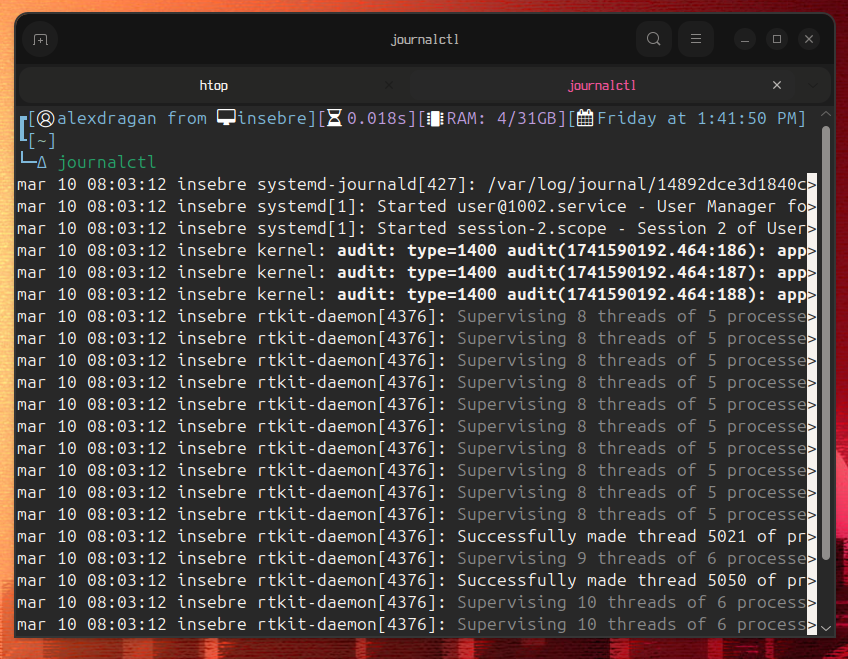 journalctl
htop
journalctl
[alexdragan from insebre][0.018s][RAM: 4/31GB][Friday at 1:41:50 PM]
[~]
└─Δ journalctl
mar 10 08:03:12 insebre systemd-journald[427]: /var/log/journal/14892dce3d1840c>
mar 10 08:03:12 insebre systemd[1]: Started user@1002.service - User Manager fo>
mar 10 08:03:12 insebre systemd[1]: Started session-2.scope - Session 2 of User>
mar 10 08:03:12 insebre kernel: audit: type=1400 audit(1741590192.464:186): app>
mar 10 08:03:12 insebre kernel: audit: type=1400 audit(1741590192.464:187): app>
mar 10 08:03:12 insebre kernel: audit: type=1400 audit(1741590192.464:188): app>
mar 10 08:03:12 insebre rtkit-daemon[4376]: Supervising 8 threads of 5 processe>
mar 10 08:03:12 insebre rtkit-daemon[4376]: Supervising 8 threads of 5 processe>
mar 10 08:03:12 insebre rtkit-daemon[4376]: Supervising 8 threads of 5 processe>
mar 10 08:03:12 insebre rtkit-daemon[4376]: Supervising 8 threads of 5 processe>
mar 10 08:03:12 insebre rtkit-daemon[4376]: Supervising 8 threads of 5 processe>
mar 10 08:03:12 insebre rtkit-daemon[4376]: Supervising 8 threads of 5 processe>
mar 10 08:03:12 insebre rtkit-daemon[4376]: Supervising 8 threads of 5 processe>
mar 10 08:03:12 insebre rtkit-daemon[4376]: Supervising 8 threads of 5 processe>
mar 10 08:03:12 insebre rtkit-daemon[4376]: Supervising 8 threads of 5 processe>
mar 10 08:03:12 insebre rtkit-daemon[4376]: Supervising 8 threads of 5 processe>
mar 10 08:03:12 insebre rtkit-daemon[4376]: Successfully made thread 5021 of pr>
mar 10 08:03:12 insebre rtkit-daemon[4376]: Supervising 9 threads of 6 processe>
mar 10 08:03:12 insebre rtkit-daemon[4376]: Successfully made thread 5050 of pr>
mar 10 08:03:12 insebre rtkit-daemon[4376]: Supervising 10 threads of 6 process>
mar 10 08:03:12 insebre rtkit-daemon[4376]: Supervising 10 threads of 6 process>